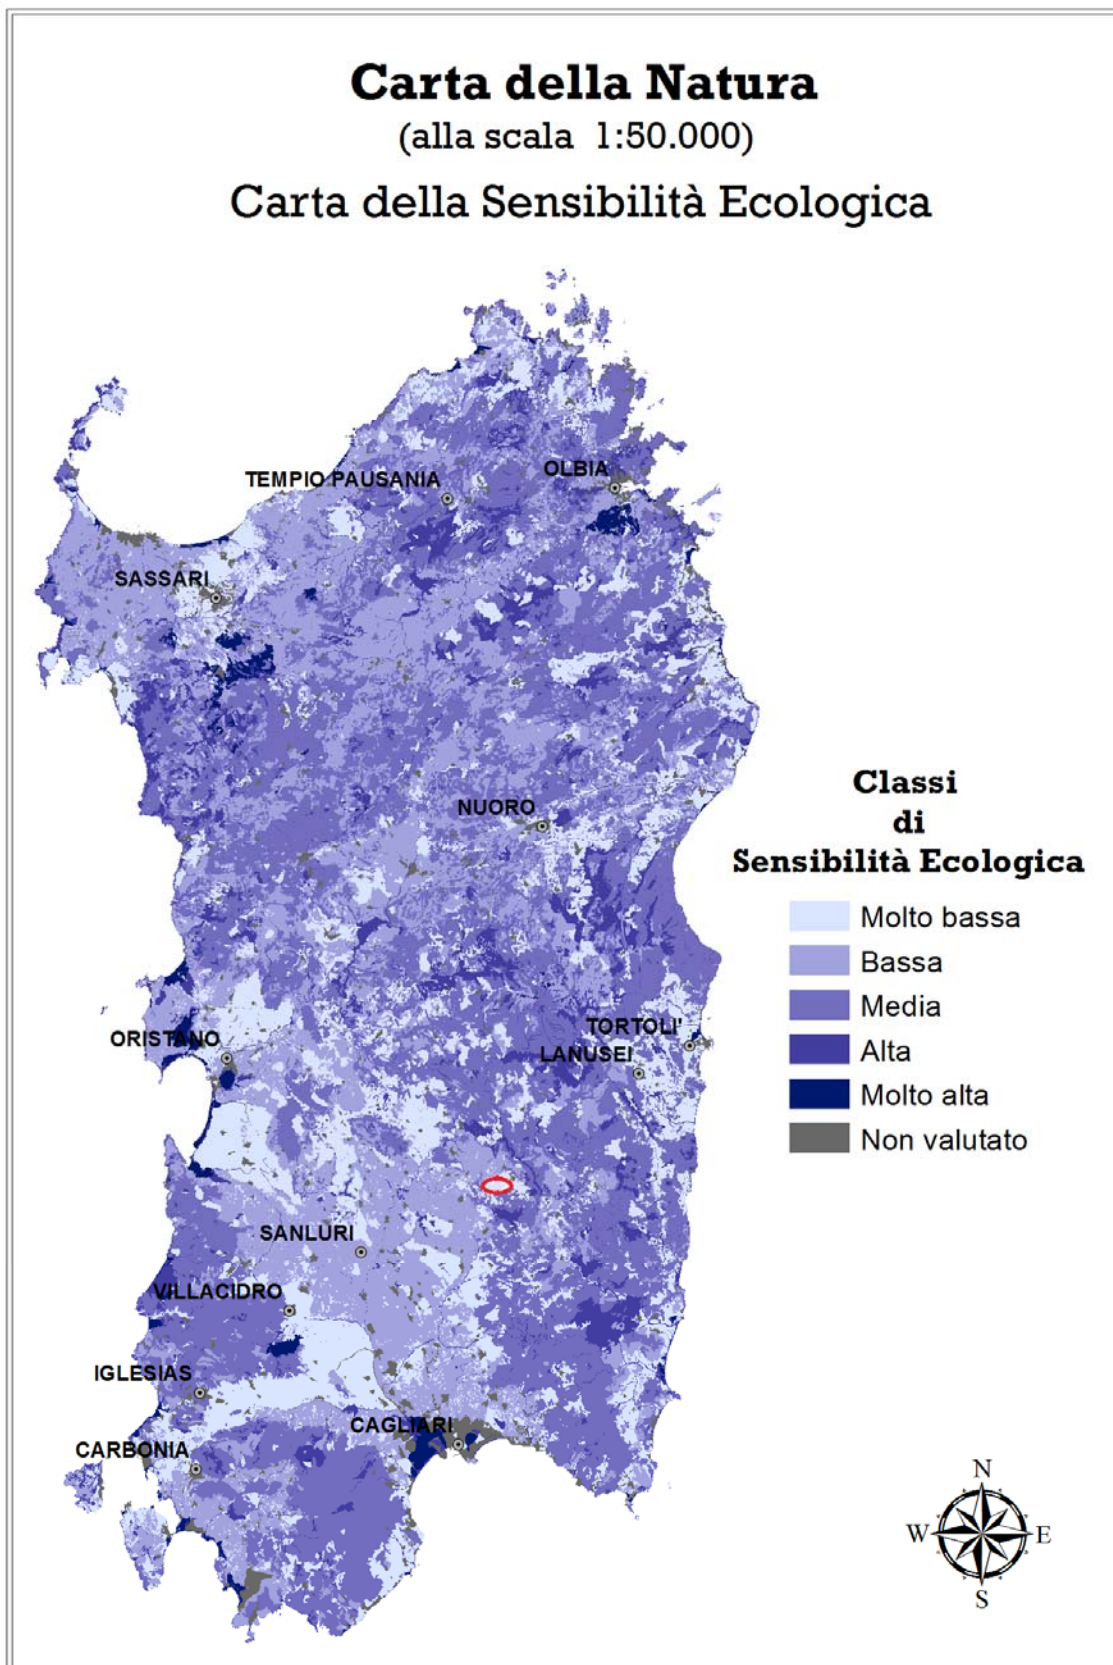 Carta della Natura
(alla scala 1:50.000)
Carta della Sensibilità Ecologica
TEMPIO PAUSANIA
OLBIA
SASSARI
NUORO
Classi
di
Sensibilità Ecologica
Molto bassa
Bassa
Media
Alta
Molto alta
Non valutato
ORISTANO
TORTOLI'
LANUSEI
SANLURI
VILLACIDRO
IGLESIAS
CAGLIARI
CARBONIA
N
W
E
S